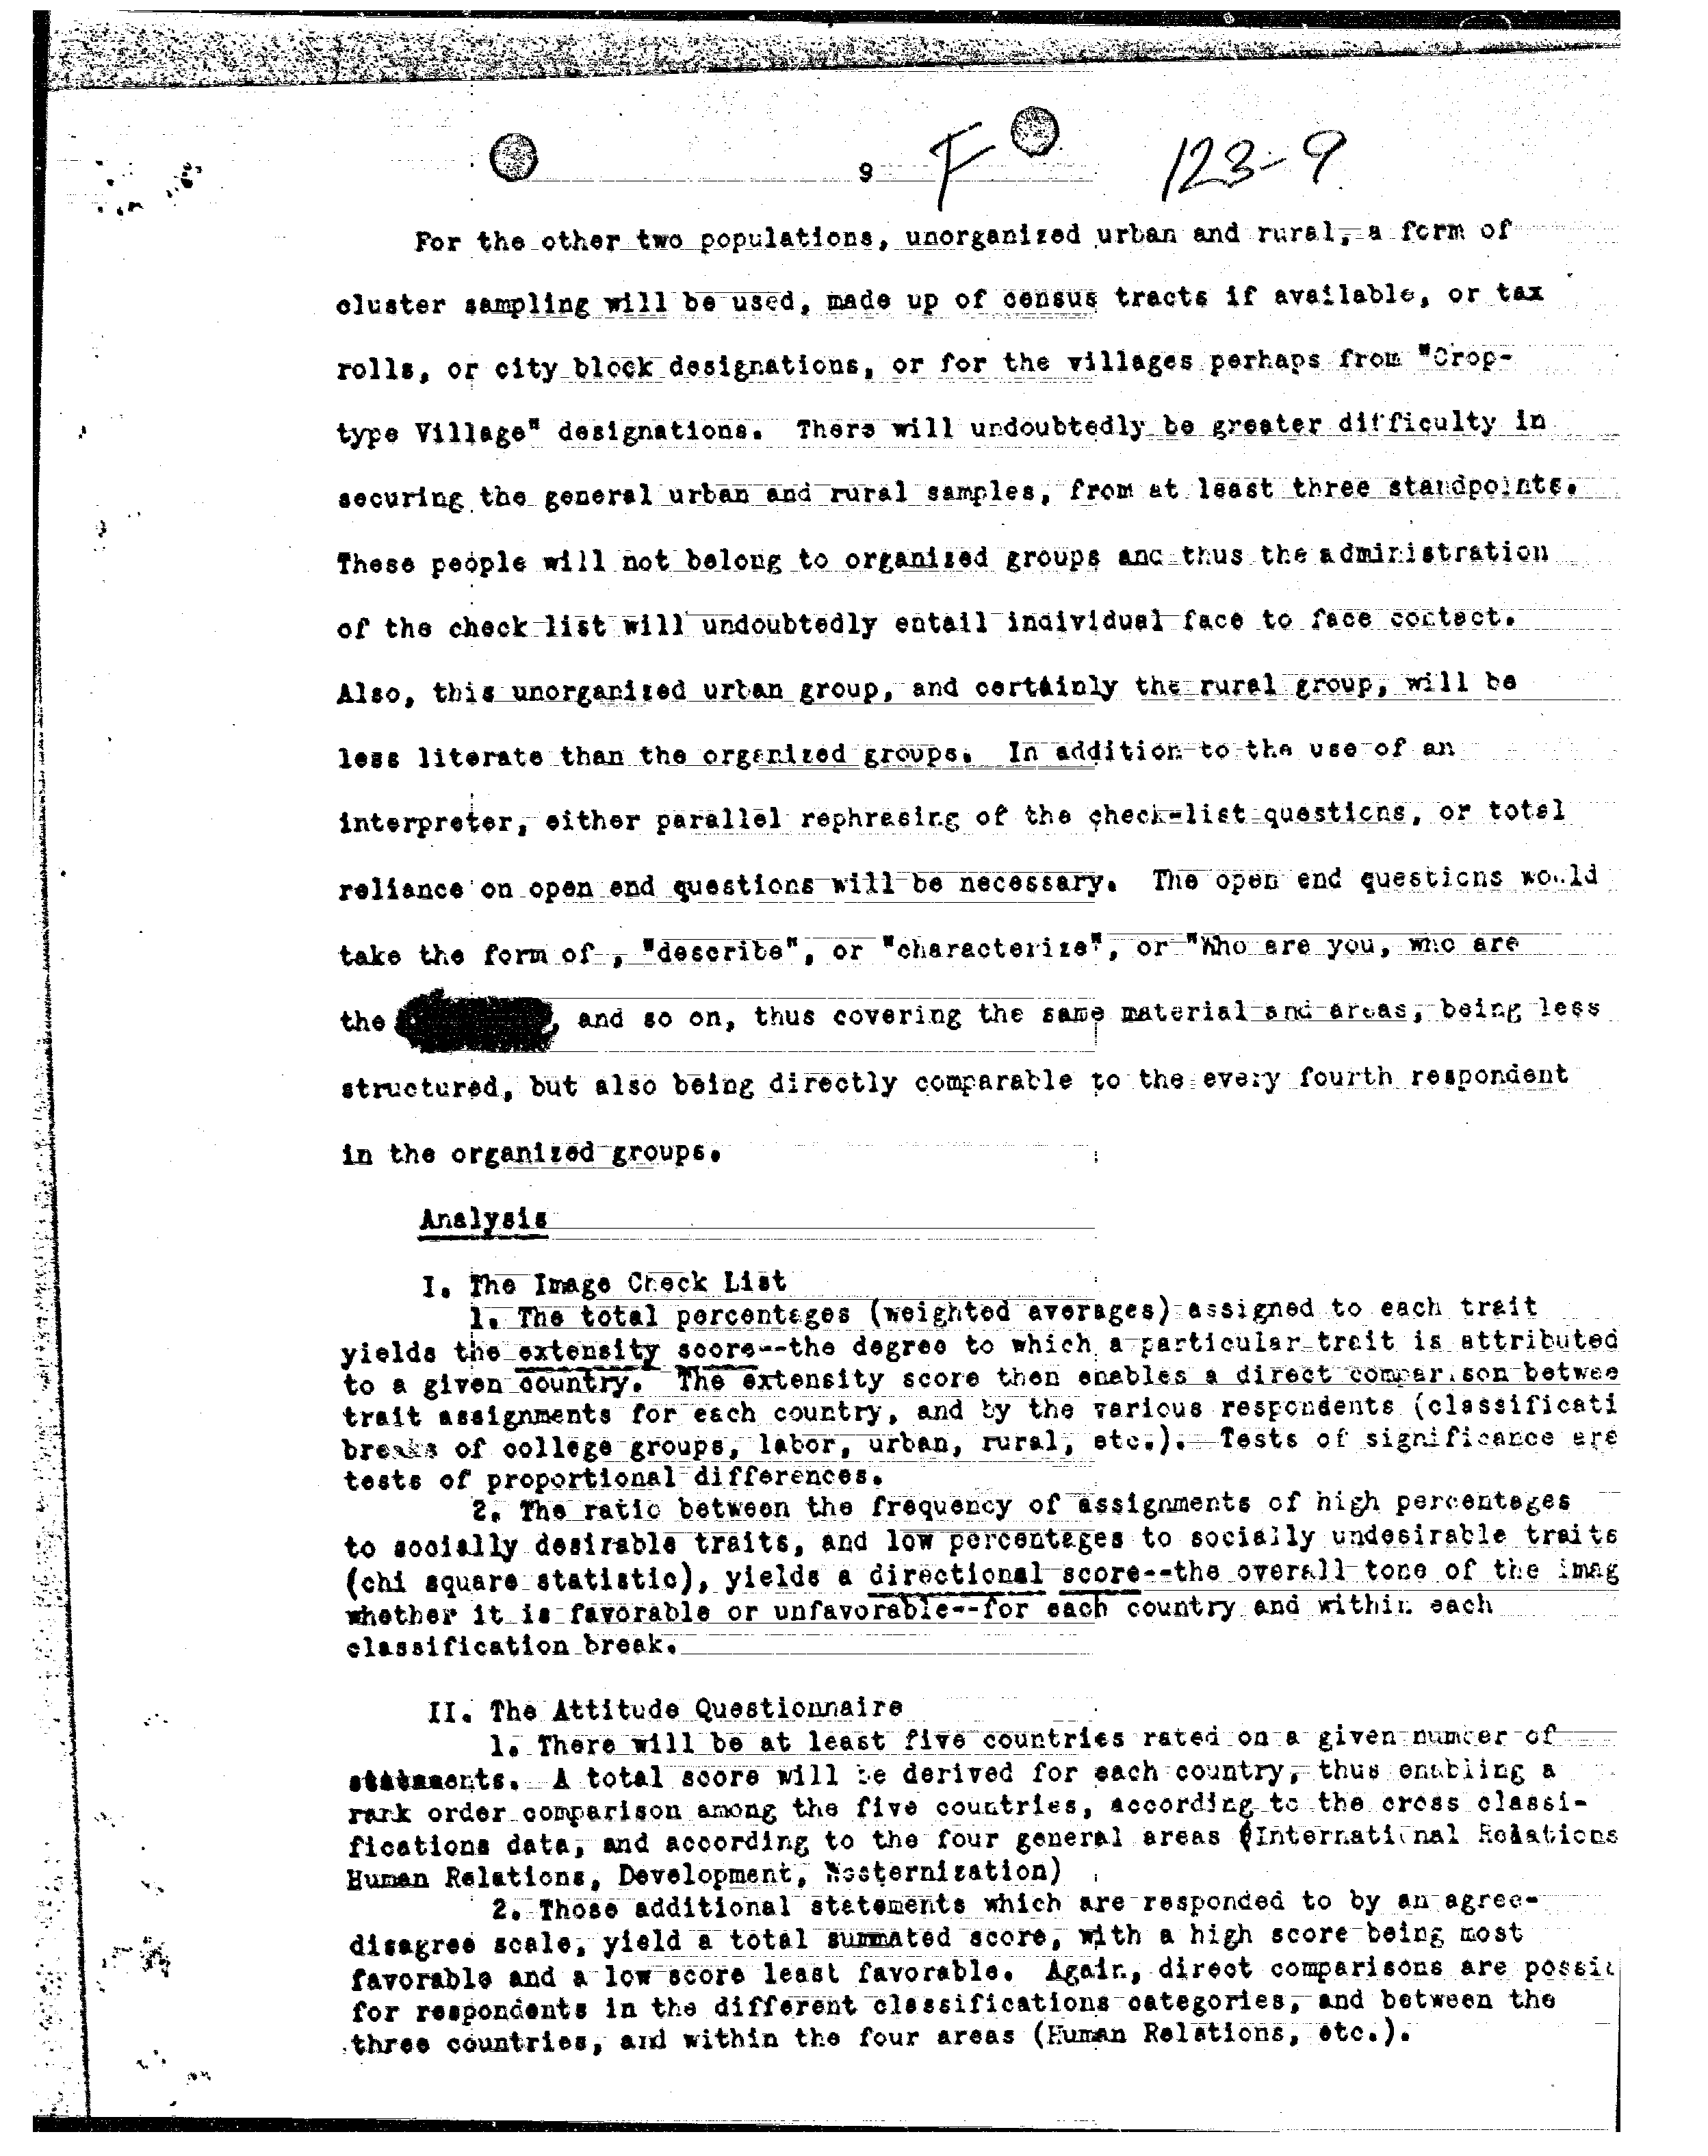 9 F 123-9
For the other two populations, unorganized urban and rural, a form of
cluster sampling will be used, made up of census tracts if available, or tax
rolls, or city block designations, or for the villages perhaps from "Crop-
type Village" designations. There will undoubtedly be greater difficulty in
securing the general urban and rural samples, from at least three standpoints.
These people will not belong to organized groups and thus the administration
of the check list will undoubtedly entail individual face to face contact.
Also, this unorganized urban group, and certainly the rural group, will be
less literate than the organized groups. In addition to the use of an
interpreter, either parallel rephrasing of the check-list questions, or total
reliance on open end questions will be necessary. The open end questions would
take the form of , "describe", or "characterize", or "Who are you, who are
the , and so on, thus covering the same material and areas, being less
structured, but also being directly comparable to the every fourth respondent
in the organized groups.
Analysis
I. The Image Check List
1. The total percentages (weighted averages) assigned to each trait
yields the extensity score--the degree to which a particular trait is attributed
to a given country. The extensity score then enables a direct comparison betwee
trait assignments for each country, and by the various respondents (classificati
breaks of college groups, labor, urban, rural, etc.). Tests of significance are
tests of proportional differences.
2. The ratio between the frequency of assignments of high percentages
to socially desirable traits, and low percentages to socially undesirable traits
(chi square statistic), yields a directional score--the overall tone of the imag
whether it is favorable or unfavorable--for each country and within each
classification break.
II. The Attitude Questionnaire
1. There will be at least five countries rated on a given number of
statements. A total score will be derived for each country, thus enabling a
rank order comparison among the five countries, according to the cross classi-
fications data, and according to the four general areas (International Relations
Human Relations, Development, Westernization)
2. Those additional statements which are responded to by an agree-
disagree scale, yield a total summated score, with a high score being most
favorable and a low score least favorable. Again, direct comparisons are possib
for respondents in the different classifications categories, and between the
three countries, and within the four areas (Human Relations, etc.).